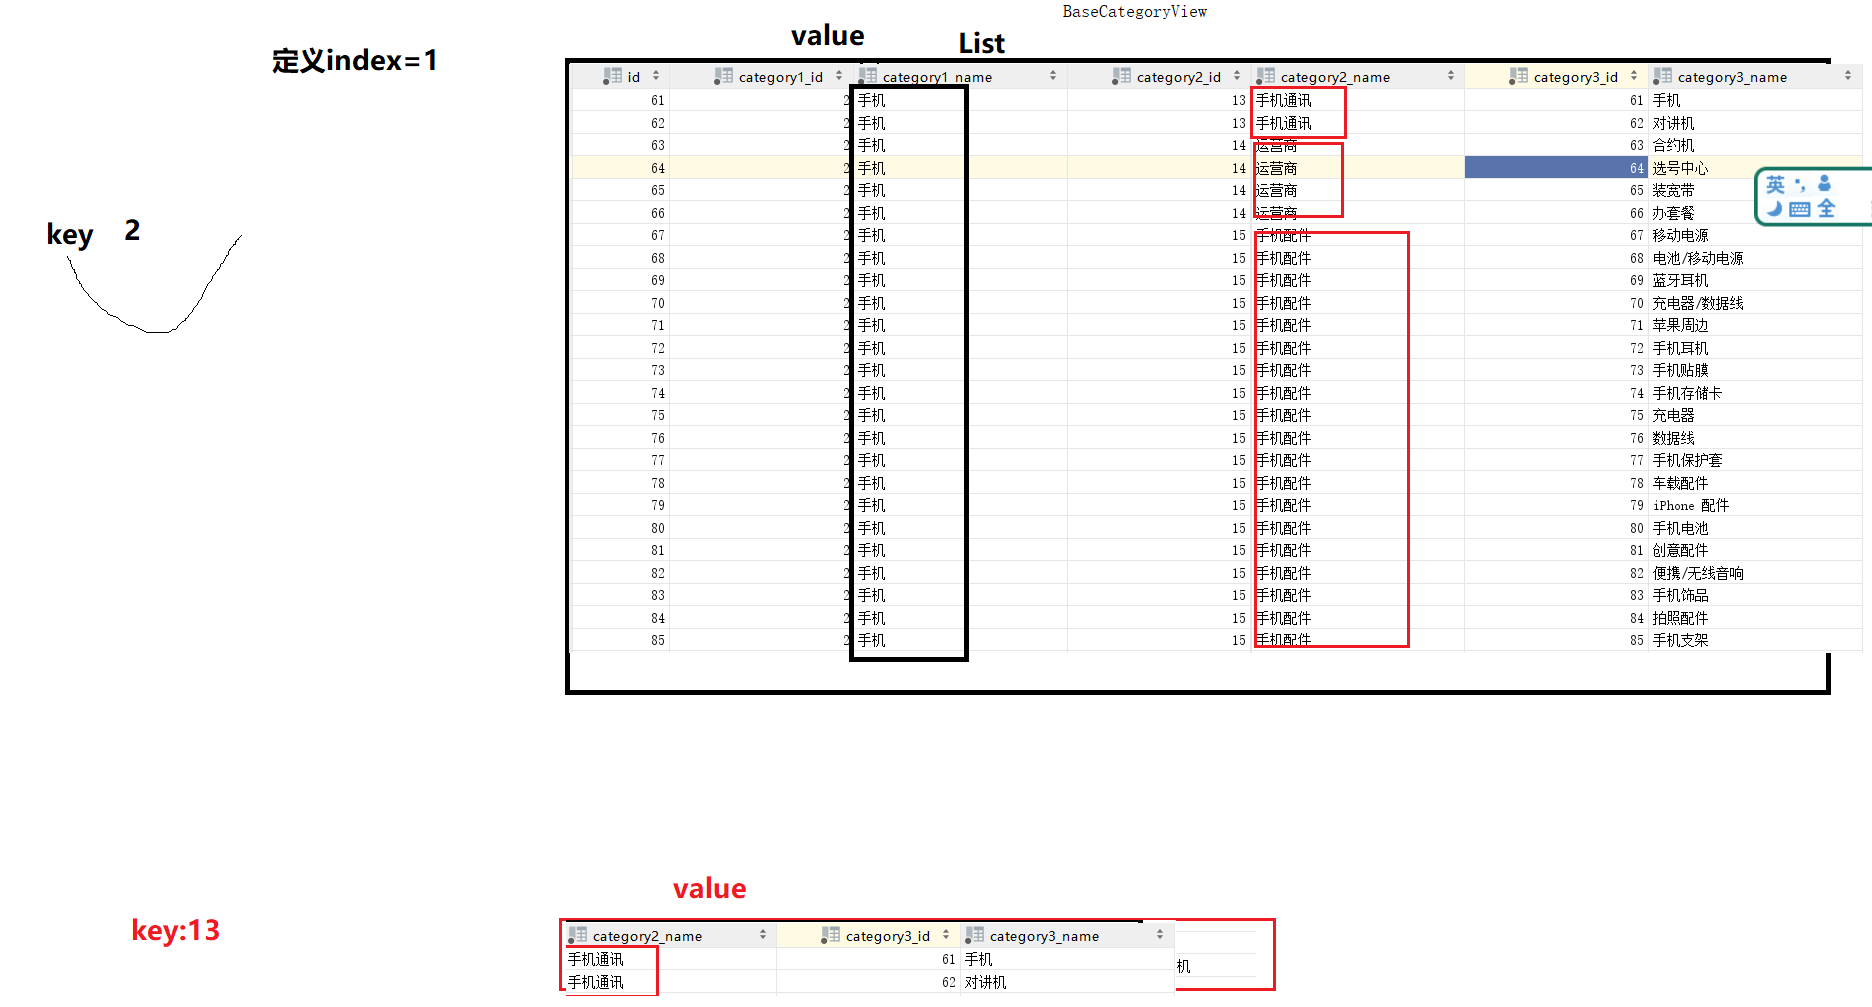 BaseCategoryView
value
List
定义index=1
id category1_id category1_name category2_id category2_name category3_id category3_name
61 2 手机 13 手机通讯 61 手机
62 2 手机 13 手机通讯 62 对讲机
63 2 手机 14 运营商 63 合约机
64 2 手机 14 运营商 64 选号中心
65 2 手机 14 运营商 65 装宽带
66 2 手机 14 运营商 66 办套餐
67 2 手机 15 手机配件 67 移动电源
68 2 手机 15 手机配件 68 电池/移动电源
69 2 手机 15 手机配件 69 蓝牙耳机
70 2 手机 15 手机配件 70 充电器/数据线
71 2 手机 15 手机配件 71 苹果周边
72 2 手机 15 手机配件 72 手机耳机
73 2 手机 15 手机配件 73 手机贴膜
74 2 手机 15 手机配件 74 手机存储卡
75 2 手机 15 手机配件 75 充电器
76 2 手机 15 手机配件 76 数据线
77 2 手机 15 手机配件 77 手机保护套
78 2 手机 15 手机配件 78 车载配件
79 2 手机 15 手机配件 79 iPhone 配件
80 2 手机 15 手机配件 80 手机电池
81 2 手机 15 手机配件 81 创意配件
82 2 手机 15 手机配件 82 便携/无线音响
83 2 手机 15 手机配件 83 手机饰品
84 2 手机 15 手机配件 84 拍照配件
85 2 手机 15 手机配件 85 手机支架
英
全
key 2
value
key:13
category2_name category3_id category3_name
手机通讯 61 手机
机
手机通讯 62 对讲机